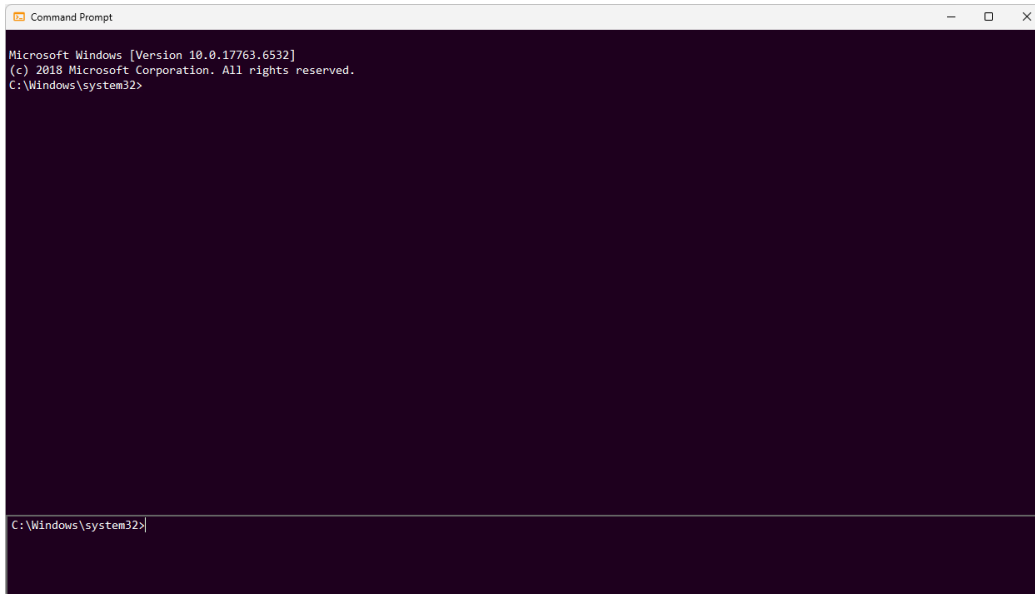 Command Prompt
Microsoft Windows [Version 10.0.17763.6532]
(c) 2018 Microsoft Corporation. All rights reserved.
C:\Windows\system32>
C:\Windows\system32>